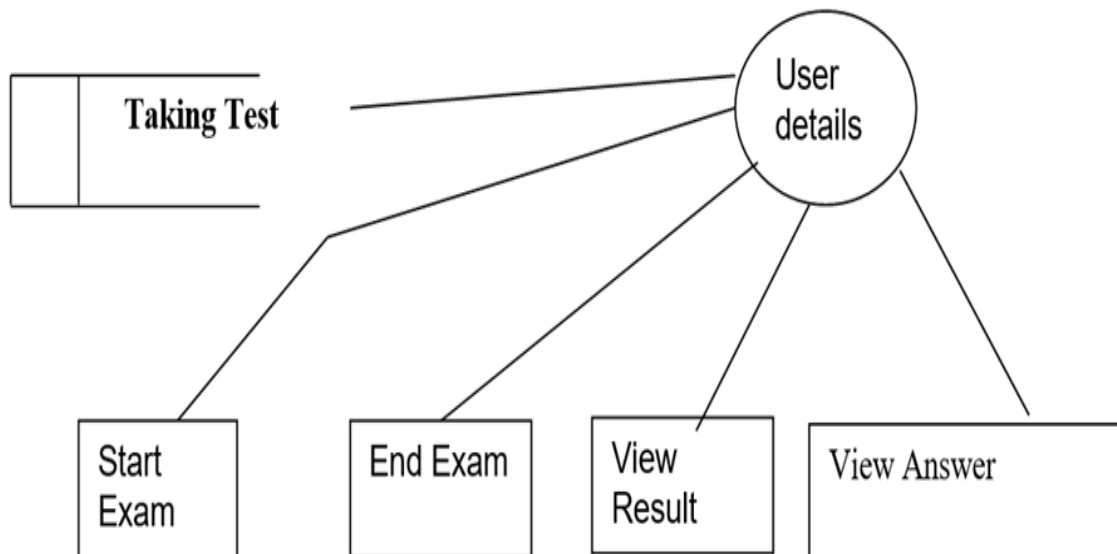 User
details
Taking Test
Start
Exam
End Exam
View
Result
View Answer